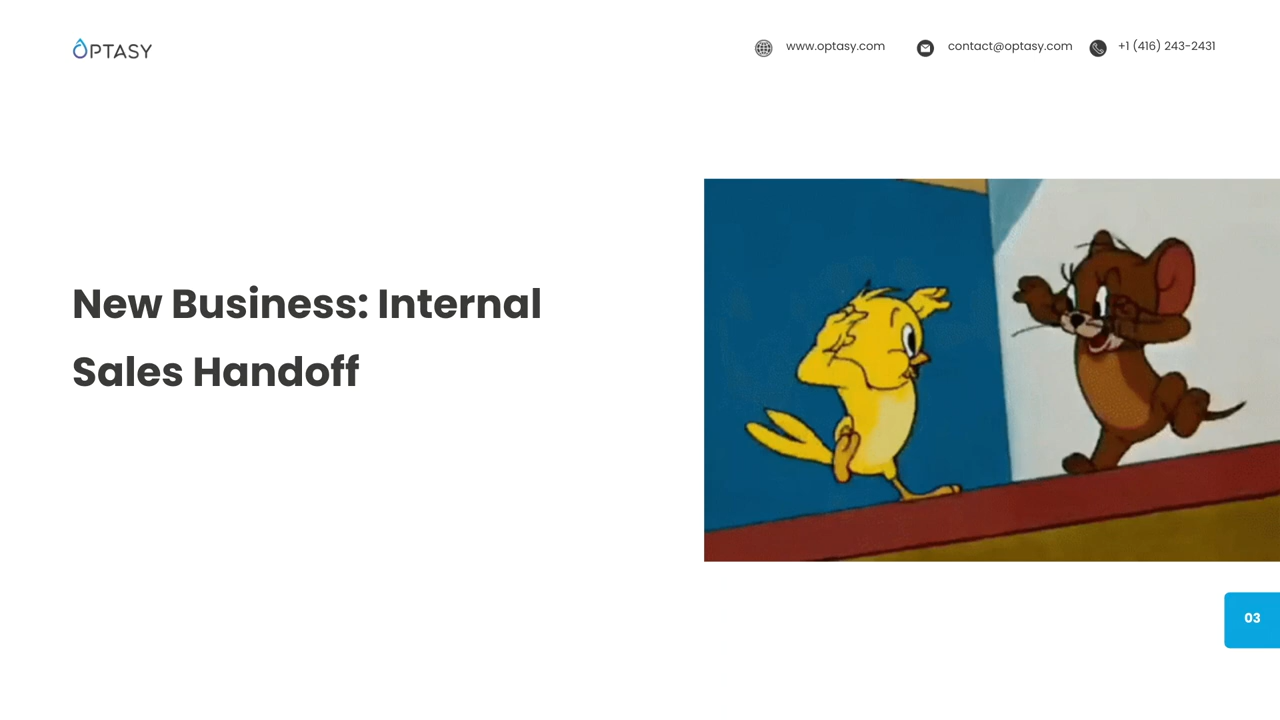 OPTASY
www.optasy.com
contact@optasy.com
+1 (416) 243-2431
New Business: Internal
Sales Handoff
03